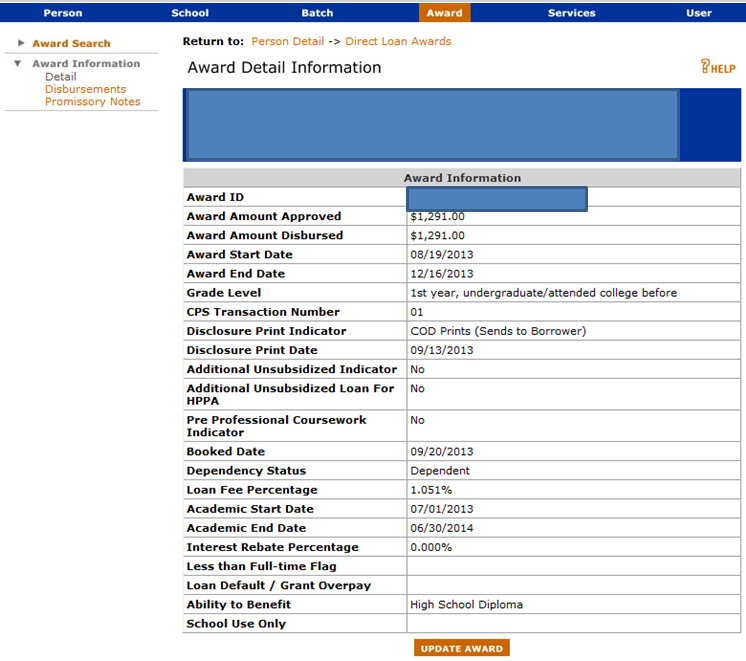 Person School Batch Award Services User
Award Search
Award Information
Detail
Disbursements
Promissory Notes
Return to: Person Detail -> Direct Loan Awards
Award Detail Information
?HELP
Award Information
Award ID
Award Amount Approved $1,291.00
Award Amount Disbursed $1,291.00
Award Start Date 08/19/2013
Award End Date 12/16/2013
Grade Level 1st year, undergraduate/attended college before
CPS Transaction Number 01
Disclosure Print Indicator COD Prints (Sends to Borrower)
Disclosure Print Date 09/13/2013
Additional Unsubsidized Indicator No
Additional Unsubsidized Loan For No
HPPA
Pre Professional Coursework No
Indicator
Booked Date 09/20/2013
Dependency Status Dependent
Loan Fee Percentage 1.051%
Academic Start Date 07/01/2013
Academic End Date 06/30/2014
Interest Rebate Percentage 0.000%
Less than Full-time Flag
Loan Default / Grant Overpay
Ability to Benefit High School Diploma
School Use Only
UPDATE AWARD